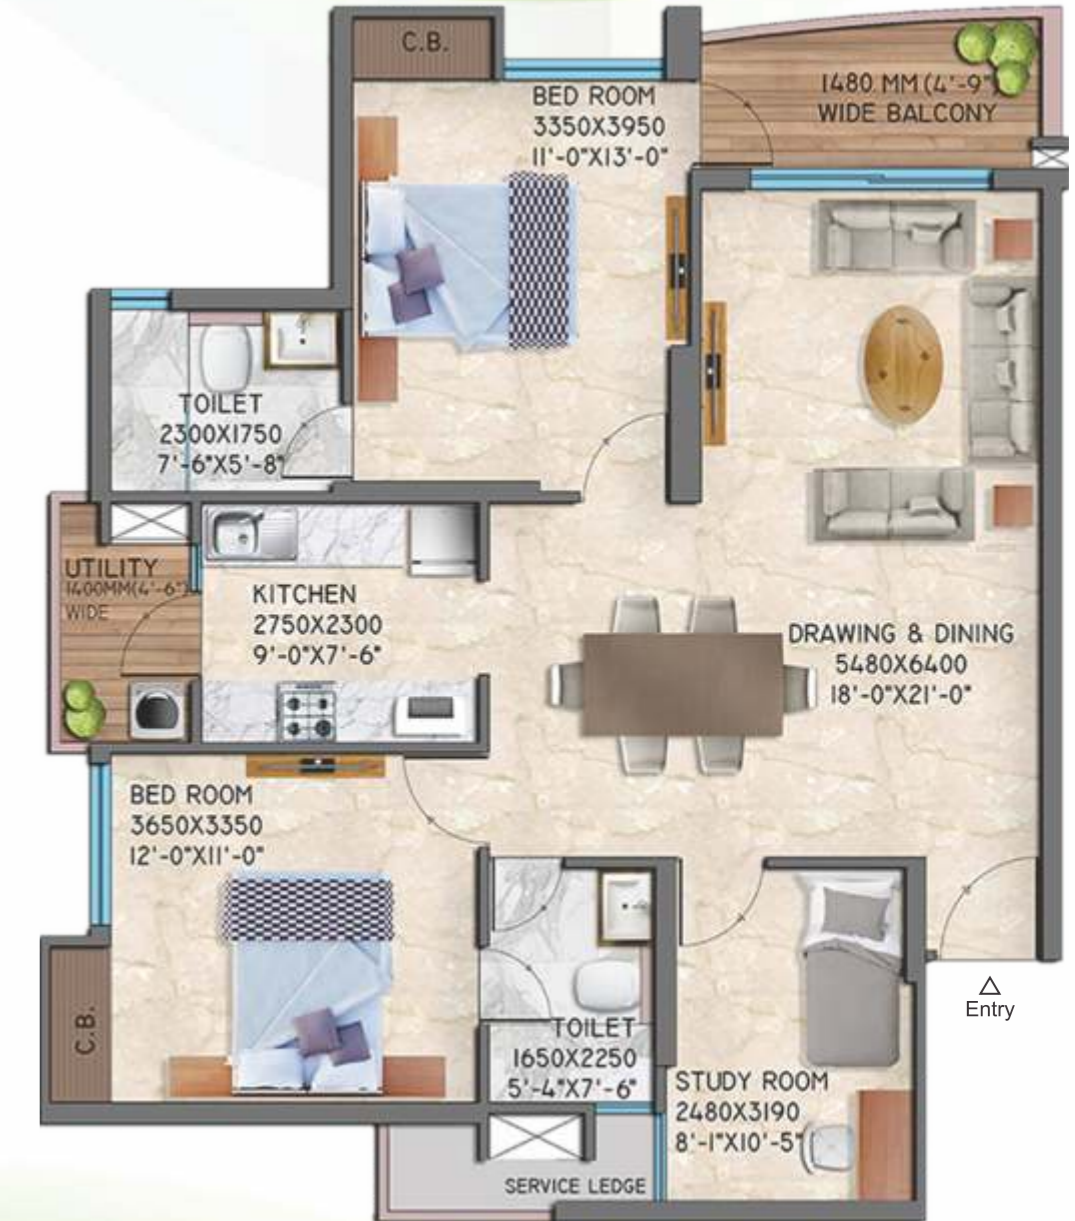 C.B.
BED ROOM
3350X3950
11'-0"X13'-0"
1480 MM (4'-9")
WIDE BALCONY
TOILET
2300X1750
7'-6"X5'-8"
UTILITY
1400MM(4'-6")
WIDE
KITCHEN
2750X2300
9'-0"X7'-6"
DRAWING & DINING
5480X6400
18'-0"X21'-0"
BED ROOM
3650X3350
12'-0"X11'-0"
C.B.
Entry
TOILET
1650X2250
5'-4"X7'-6"
STUDY ROOM
2480X3190
8'-1"X10'-5"
SERVICE LEDGE